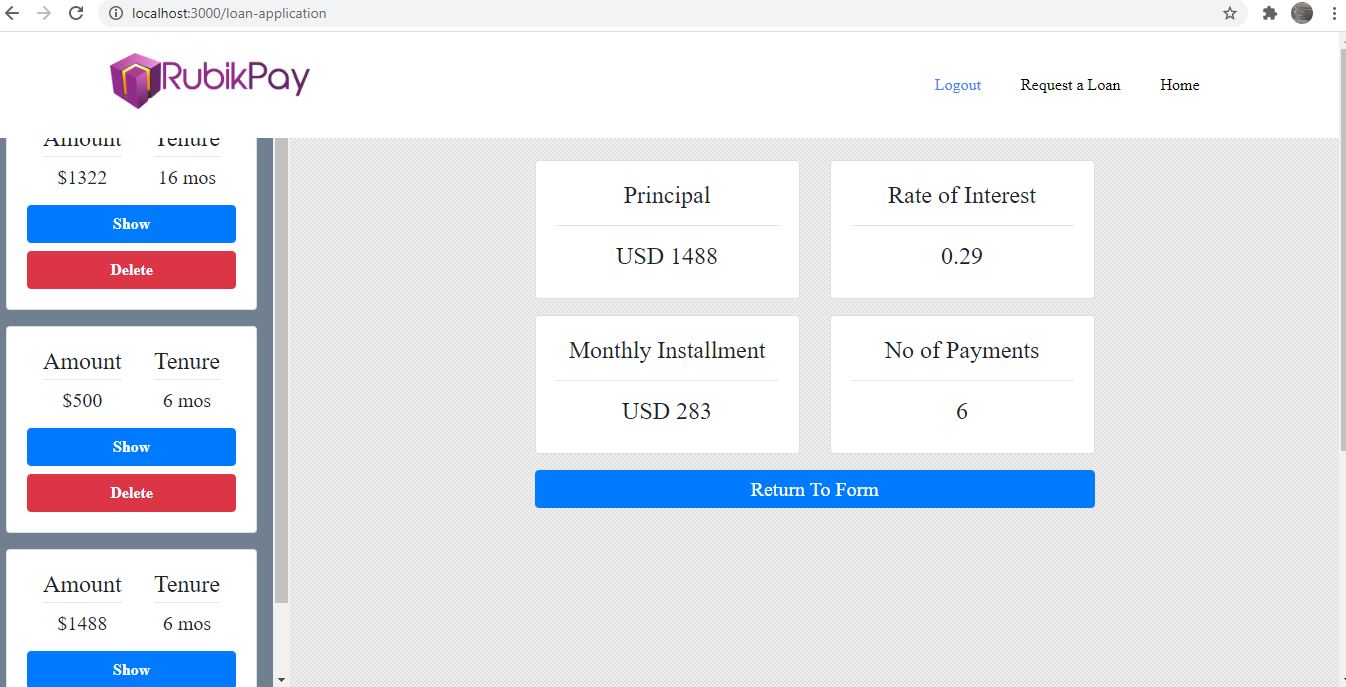 localhost:3000/loan-application
RubikPay
Logout Request a Loan Home
Amount Tenure
$1322 16 mos
Show
Delete
Amount Tenure
$500 6 mos
Show
Delete
Amount Tenure
$1488 6 mos
Show
Principal Rate of Interest
USD 1488 0.29
Monthly Installment No of Payments
USD 283 6
Return To Form